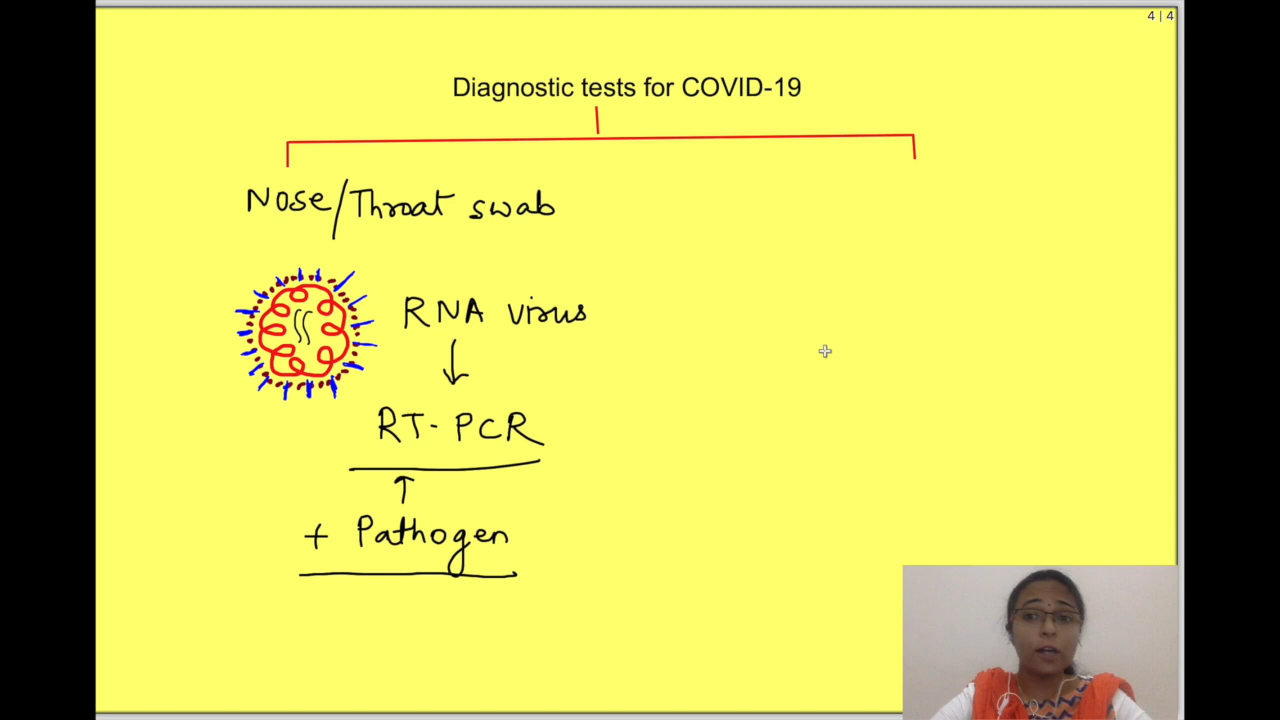 4 | 4
Diagnostic tests for COVID-19
Nose/Throat swab
RNA virus
RT-PCR
+ Pathogen